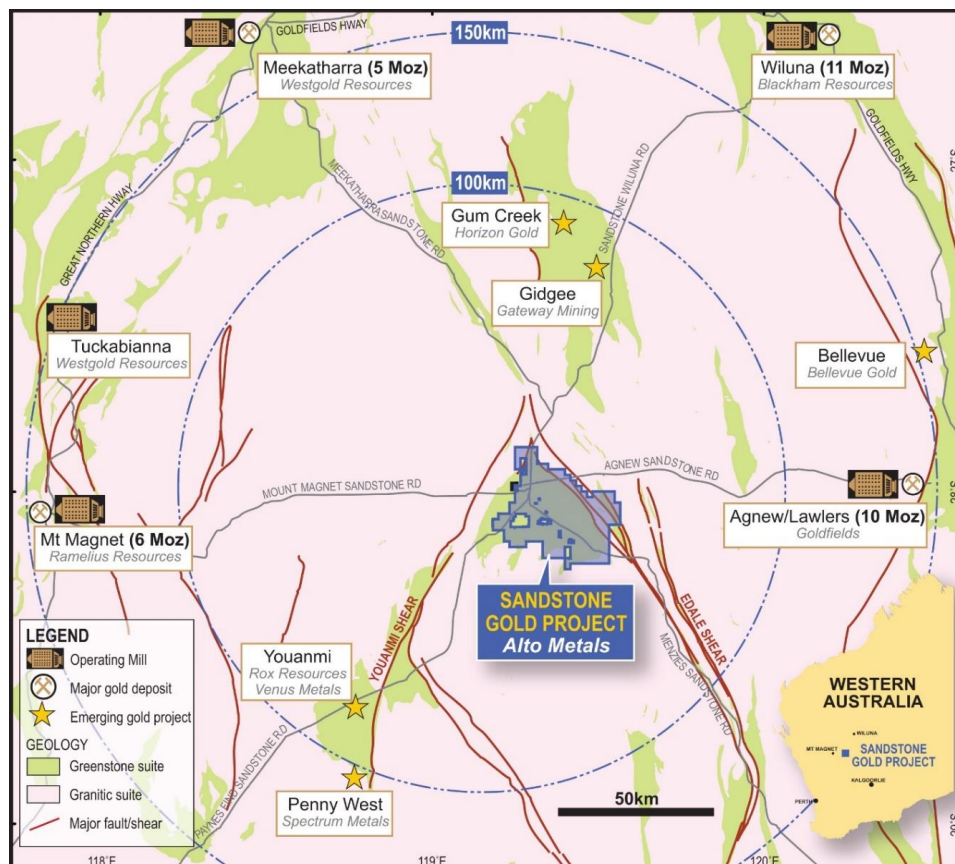 GOLDFIELDS HWY
150km
Meekatharra (5 Moz)
Westgold Resources
Wiluna (11 Moz)
Blackham Resources
GOLDFIELDS HWY
27°S
MEEKATHARRA SANDSTONE RD
100km
GREAT NORTHERN HWY
Gum Creek
Horizon Gold
SANDSTONE WILUNA RD
Gidgee
Gateway Mining
Tuckabianna
Westgold Resources
Bellevue
Bellevue Gold
AGNEW SANDSTONE RD
MOUNT MAGNET SANDSTONE RD
28°S
Mt Magnet (6 Moz)
Ramelius Resources
Agnew/Lawlers (10 Moz)
Goldfields
SANDSTONE
GOLD PROJECT
Alto Metals
YOUANMI SHEAR
EDALE SHEAR
MENZIES SANDSTONE RD
LEGEND
Operating Mill
Major gold deposit
Emerging gold project
GEOLOGY
Greenstone suite
Granitic suite
Major fault/shear
Youanmi
Rox Resources
Venus Metals
PAYNES FIND SANDSTONE RD
Penny West
Spectrum Metals
50km
WESTERN
AUSTRALIA
WILUNA
MT MAGNET
SANDSTONE
GOLD PROJECT
KALGOORLIE
PERTH
29°S
118°E
119°E
120°E